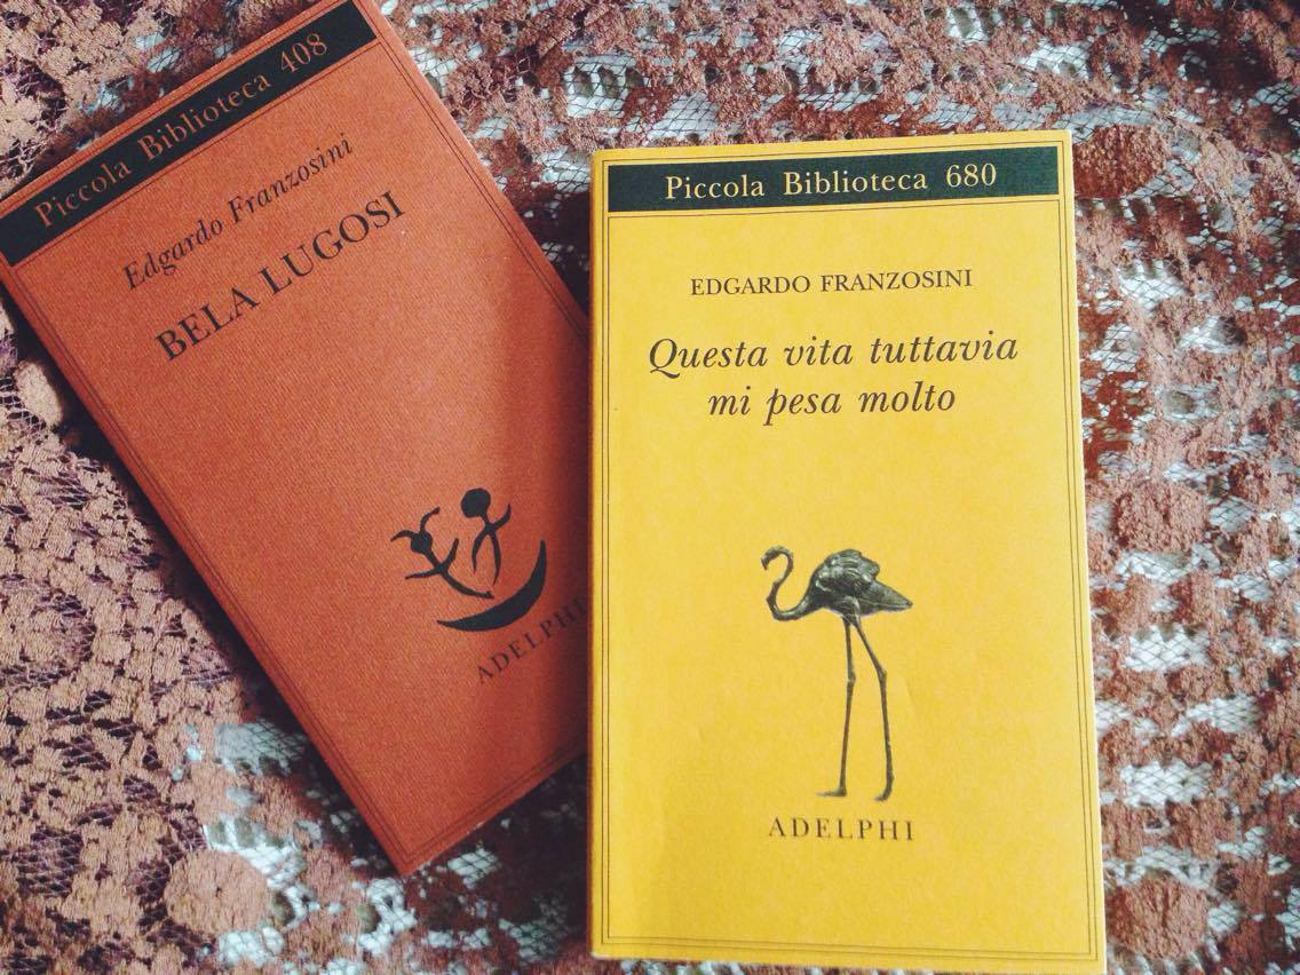 Piccola Biblioteca 408
Edgardo Franzosini
BELA LUGOSI
ADELPHI
Piccola Biblioteca 680
EDGARDO FRANZOSINI
Questa vita tuttavia
mi pesa molto
ADELPHI